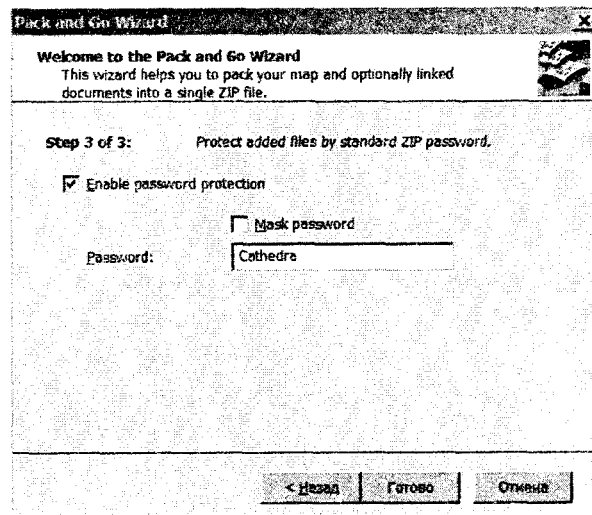 Pack and Go Wizard
Welcome to the Pack and Go Wizard
This wizard helps you to pack your map and optionally linked
documents into a single ZIP file.
Step 3 of 3: Protect added files by standard ZIP password.
Enable password protection
Mask password
Password: Cathedra
< Назад Готово Отмена